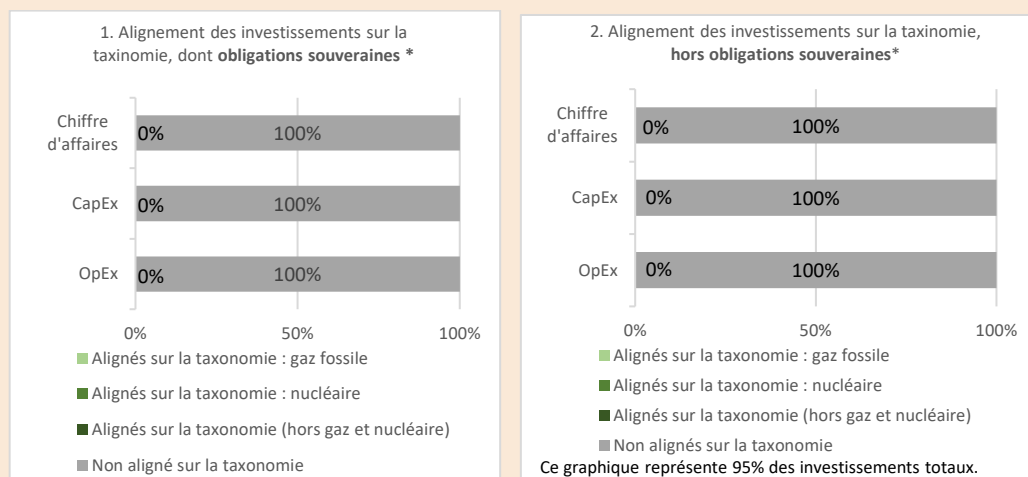 1. Alignement des investissements sur la
taxinomie, dont obligations souveraines *
Chiffre
d'affaires
0%
100%
CapEx
0%
100%
OpEx
0%
100%
0%
50%
100%
Alignés sur la taxonomie : gaz fossile
Alignés sur la taxonomie : nucléaire
Alignés sur la taxonomie (hors gaz et nucléaire)
Non aligné sur la taxonomie
2. Alignement des investissements sur la taxinomie,
hors obligations souveraines*
Chiffre
d'affaires
0%
100%
CapEx
0%
100%
OpEx
0%
100%
0%
50%
100%
Alignés sur la taxonomie : gaz fossile
Alignés sur la taxonomie : nucléaire
Alignés sur la taxonomie (hors gaz et nucléaire)
Non alignés sur la taxonomie
Ce graphique représente 95% des investissements totaux.